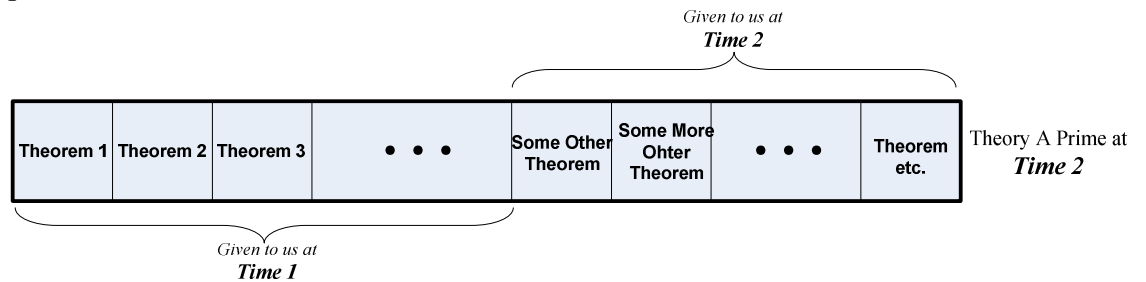 Given to us at
Time 2
Theorem 1
Theorem 2
Theorem 3
• • •
Some Other
Theorem
Some More
Ohter
Theorem
• • •
Theorem
etc.
Theory A Prime at
Time 2
Given to us at
Time 1